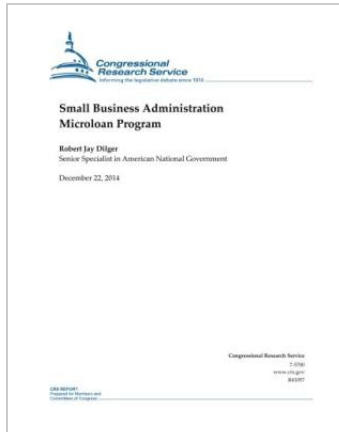 Congressional
Research Service
Informing the legislative debate since 1914
Small Business Administration
Microloan Program
Robert Jay Dilger
Senior Specialist in American National Government
December 22, 2014
Congressional Research Service
7-5700
www.crs.gov
CRS REPORT
Prepared for Members and
Committees of Congress